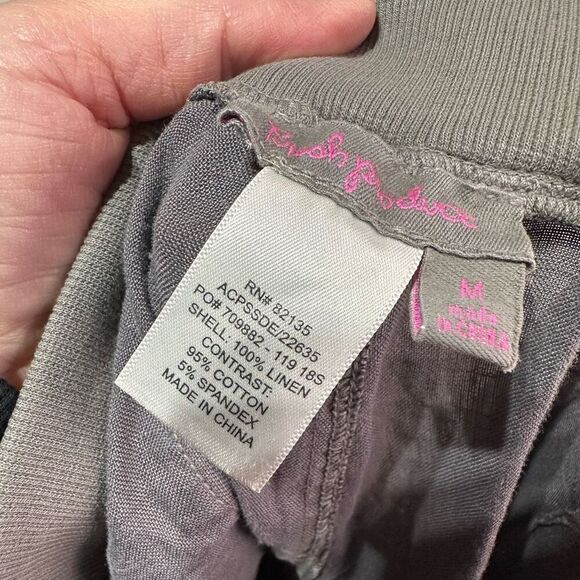 Krush Produce
M
made
in CHINA
RN# 82135
ACPSSDE/22635
PO# 709882 - 119 18S
SHELL: 100% LINEN
CONTRAST:
95% COTTON
5% SPANDEX
MADE IN CHINA